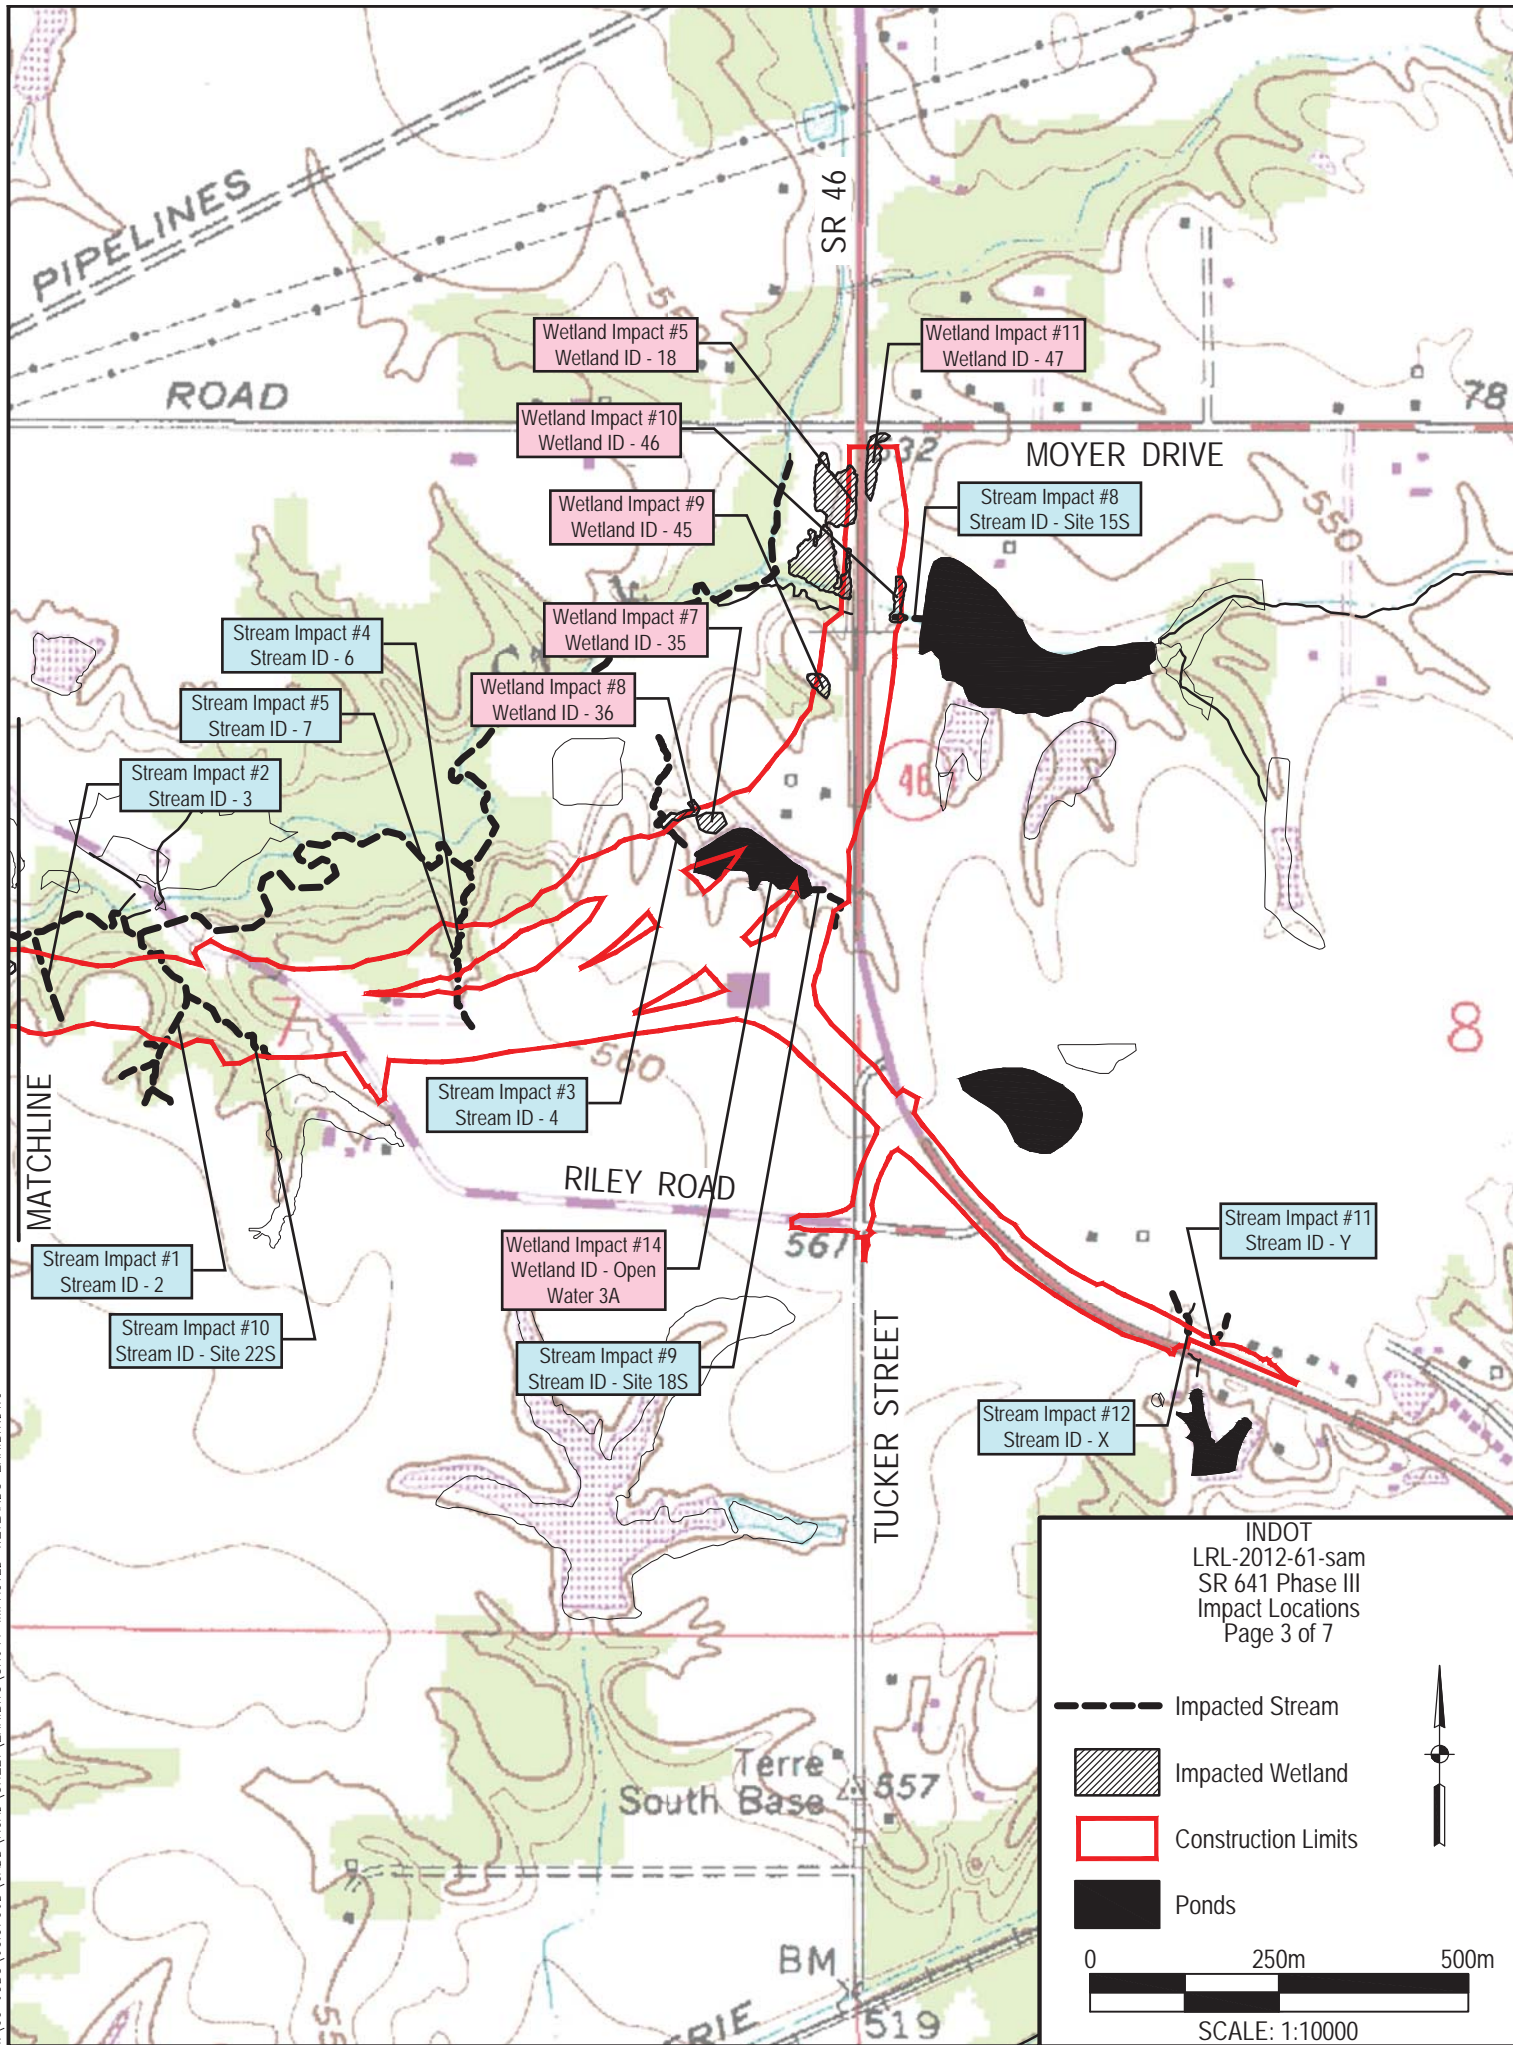 PIPELINES
SR 46
ROAD
78
Wetland Impact #5
Wetland ID - 18
Wetland Impact #11
Wetland ID - 47
Wetland Impact #10
Wetland ID - 46
MOYER DRIVE
Wetland Impact #9
Wetland ID - 45
Stream Impact #8
Stream ID - Site 15S
550
Wetland Impact #7
Wetland ID - 35
Stream Impact #4
Stream ID - 6
Wetland Impact #8
Wetland ID - 36
Stream Impact #5
Stream ID - 7
Stream Impact #2
Stream ID - 3
46
7
8
560
Stream Impact #3
Stream ID - 4
MATCHLINE
RILEY ROAD
567
Stream Impact #11
Stream ID - Y
Stream Impact #1
Stream ID - 2
Wetland Impact #14
Wetland ID - Open
Water 3A
Stream Impact #10
Stream ID - Site 22S
Stream Impact #9
Stream ID - Site 18S
TUCKER STREET
Stream Impact #12
Stream ID - X
INDOT
LRL-2012-61-sam
SR 641 Phase III
Impact Locations
Page 3 of 7
Impacted Stream
Impacted Wetland
Construction Limits
Ponds
0 250m 500m
SCALE: 1:10000
Terre
South Base
557
BM
519
ERIE